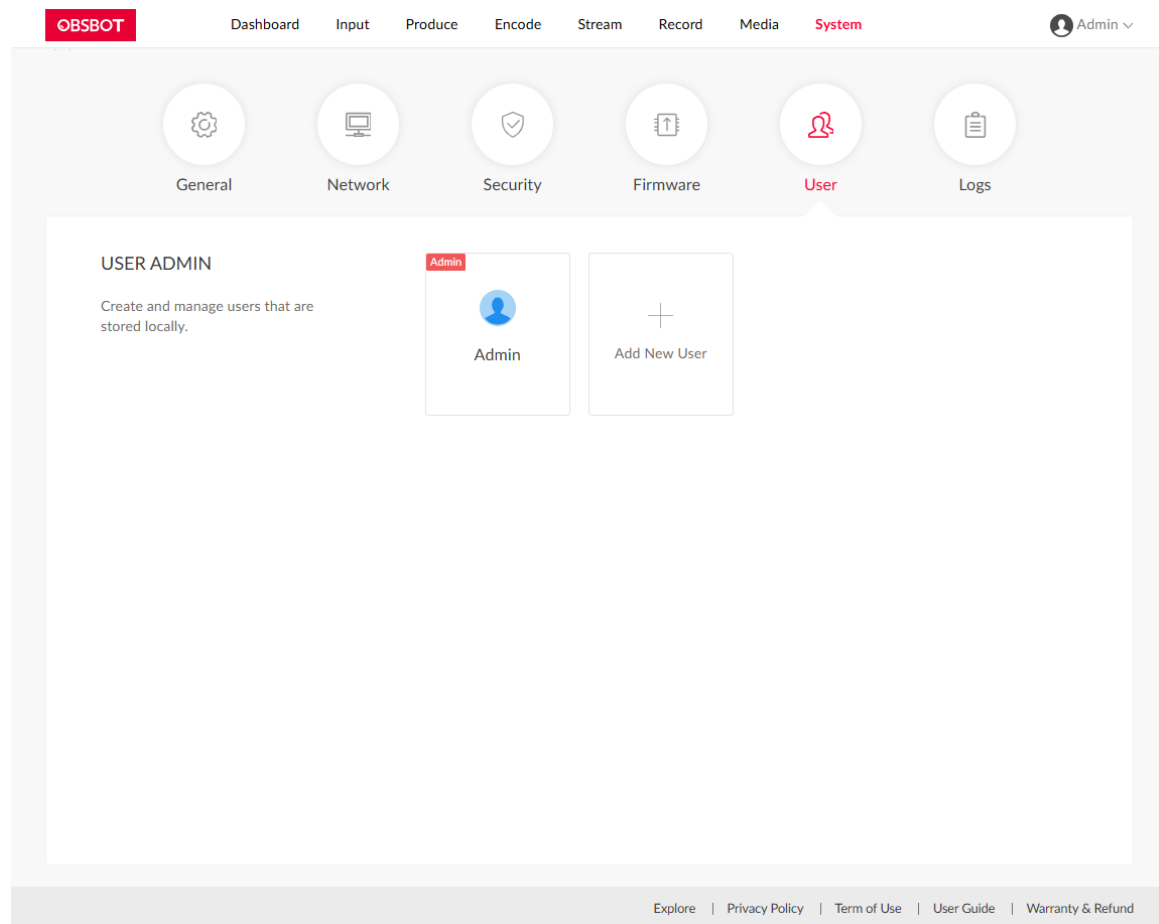 OBSBOT Dashboard Input Produce Encode Stream Record Media System Admin
General Network Security Firmware User Logs
USER ADMIN
Create and manage users that are
stored locally.
Admin
Admin
Add New User
Explore | Privacy Policy | Term of Use | User Guide | Warranty & Refund